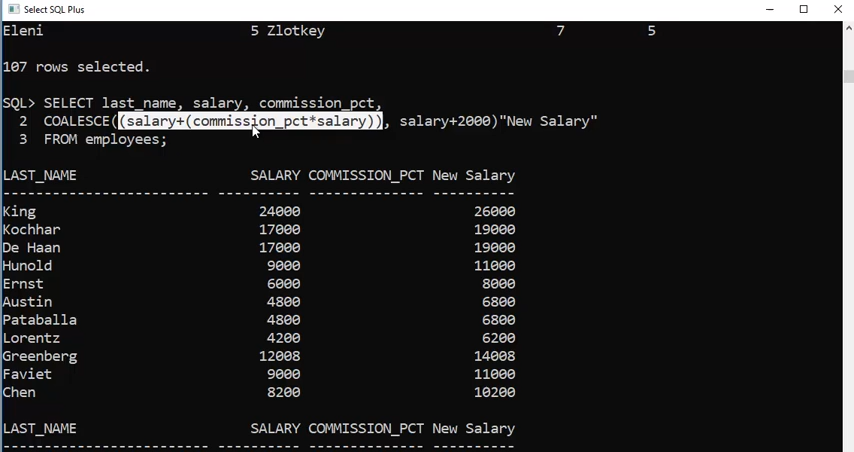 Select SQL Plus
Eleni 5 Zlotkey 7 5
107 rows selected.
SQL> SELECT last_name, salary, commission_pct,
2 COALESCE((salary+(commission_pct*salary)), salary+2000)"New Salary"
3 FROM employees;
LAST_NAME SALARY COMMISSION_PCT New Salary
------------------------- ---------- -------------- ----------
King 24000 26000
Kochhar 17000 19000
De Haan 17000 19000
Hunold 9000 11000
Ernst 6000 8000
Austin 4800 6800
Pataballa 4800 6800
Lorentz 4200 6200
Greenberg 12008 14008
Faviet 9000 11000
Chen 8200 10200
LAST_NAME SALARY COMMISSION_PCT New Salary
------------------------- ---------- -------------- ----------